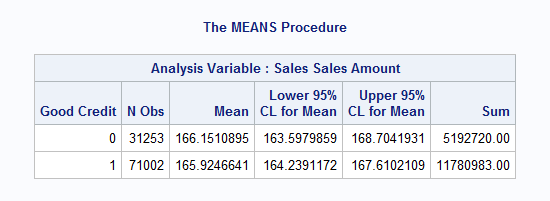 The MEANS Procedure
Analysis Variable : Sales Sales Amount
Good Credit N Obs Mean Lower 95% CL for Mean Upper 95% CL for Mean Sum
0 31253 166.1510895 163.5979859 168.7041931 5192720.00
1 71002 165.9246641 164.2391172 167.6102109 11780983.00